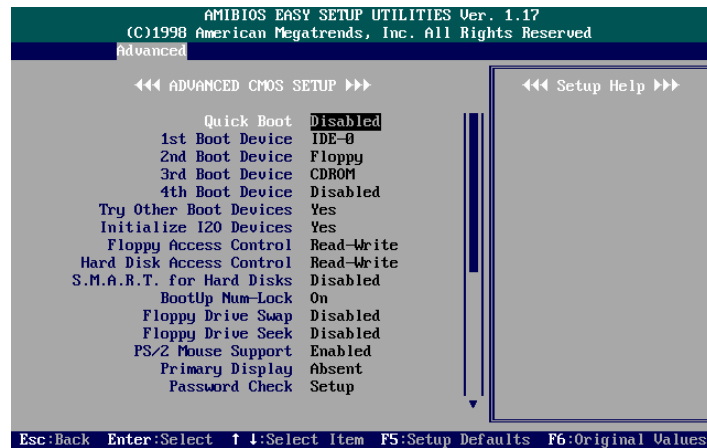 AMIBIOS EASY SETUP UTILITIES Ver. 1.17
(C)1998 American Megatrends, Inc. All Rights Reserved
Advanced
ADVANCED CMOS SETUP
Setup Help
Quick Boot Disabled
1st Boot Device IDE-0
2nd Boot Device Floppy
3rd Boot Device CDROM
4th Boot Device Disabled
Try Other Boot Devices Yes
Initialize I2O Devices Yes
Floppy Access Control Read-Write
Hard Disk Access Control Read-Write
S.M.A.R.T. for Hard Disks Disabled
BootUp Num-Lock On
Floppy Drive Swap Disabled
Floppy Drive Seek Disabled
PS/2 Mouse Support Enabled
Primary Display Absent
Password Check Setup
Esc:Back Enter:Select ↑ ↓:Select Item F5:Setup Defaults F6:Original Values